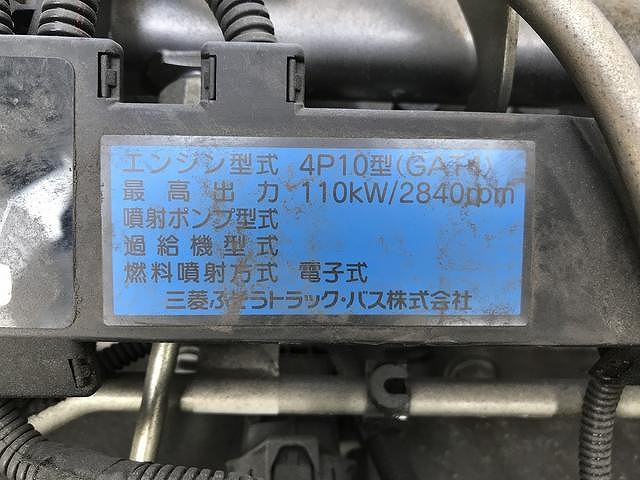 エンジン型式 4P10型(GAT4)
最高出力 110kW/2840rpm
噴射ポンプ型式
過給機型式
燃料噴射方式 電子式
三菱ふそうトラック・バス株式会社